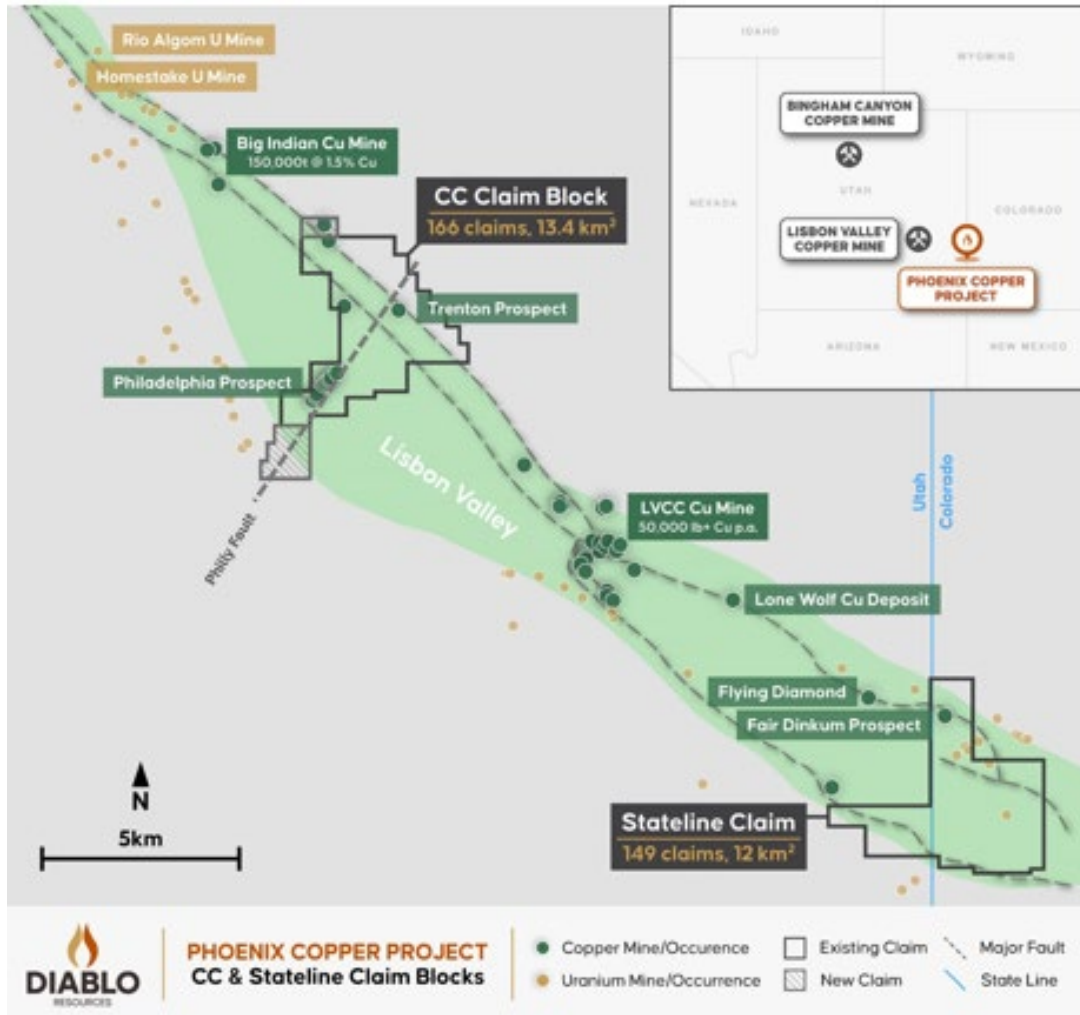 Rio Algom U Mine
Homestake U Mine
Big Indian Cu Mine
150,000t @ 1.5% Cu
CC Claim Block
166 claims, 13.4 km²
Trenton Prospect
Philadelphia Prospect
Lisbon Valley
Philly Fault
LVCC Cu Mine
50,000 lb+ Cu p.a.
Lone Wolf Cu Deposit
Flying Diamond
Fair Dinkum Prospect
Stateline Claim
149 claims, 12 km²
Utah
Colorado
N
5km
IDAHO
WYOMING
BINGHAM CANYON
COPPER MINE
UTAH
NEVADA
COLORADO
LISBON VALLEY
COPPER MINE
PHOENIX COPPER
PROJECT
ARIZONA
NEW MEXICO
DIABLO
RESOURCES
PHOENIX COPPER PROJECT
CC & Stateline Claim Blocks
Copper Mine/Occurence
Uranium Mine/Occurrence
Existing Claim
New Claim
Major Fault
State Line